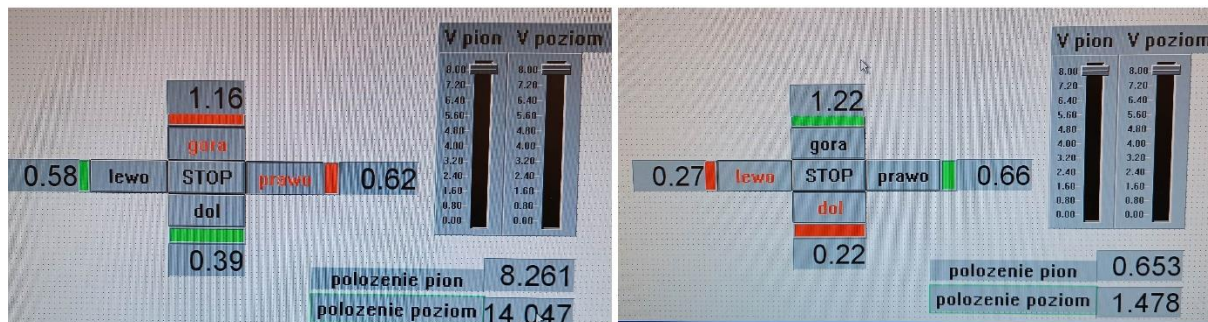 V pion V poziom
8.00 8.00
7.20 7.20
6.40 6.40
5.60 5.60
4.80 4.80
4.00 4.00
3.20 3.20
2.40 2.40
1.60 1.60
0.80 0.80
0.00 0.00
1.16
gora
0.58 lewo STOP prawo 0.62
dol
0.39
polozenie pion 8.261
polozenie poziom 14.047
V pion V poziom
8.00 8.00
7.20 7.20
6.40 6.40
5.60 5.60
4.80 4.80
4.00 4.00
3.20 3.20
2.40 2.40
1.60 1.60
0.80 0.80
0.00 0.00
1.22
gora
0.27 lewo STOP prawo 0.66
dol
0.22
polozenie pion 0.653
polozenie poziom 1.478